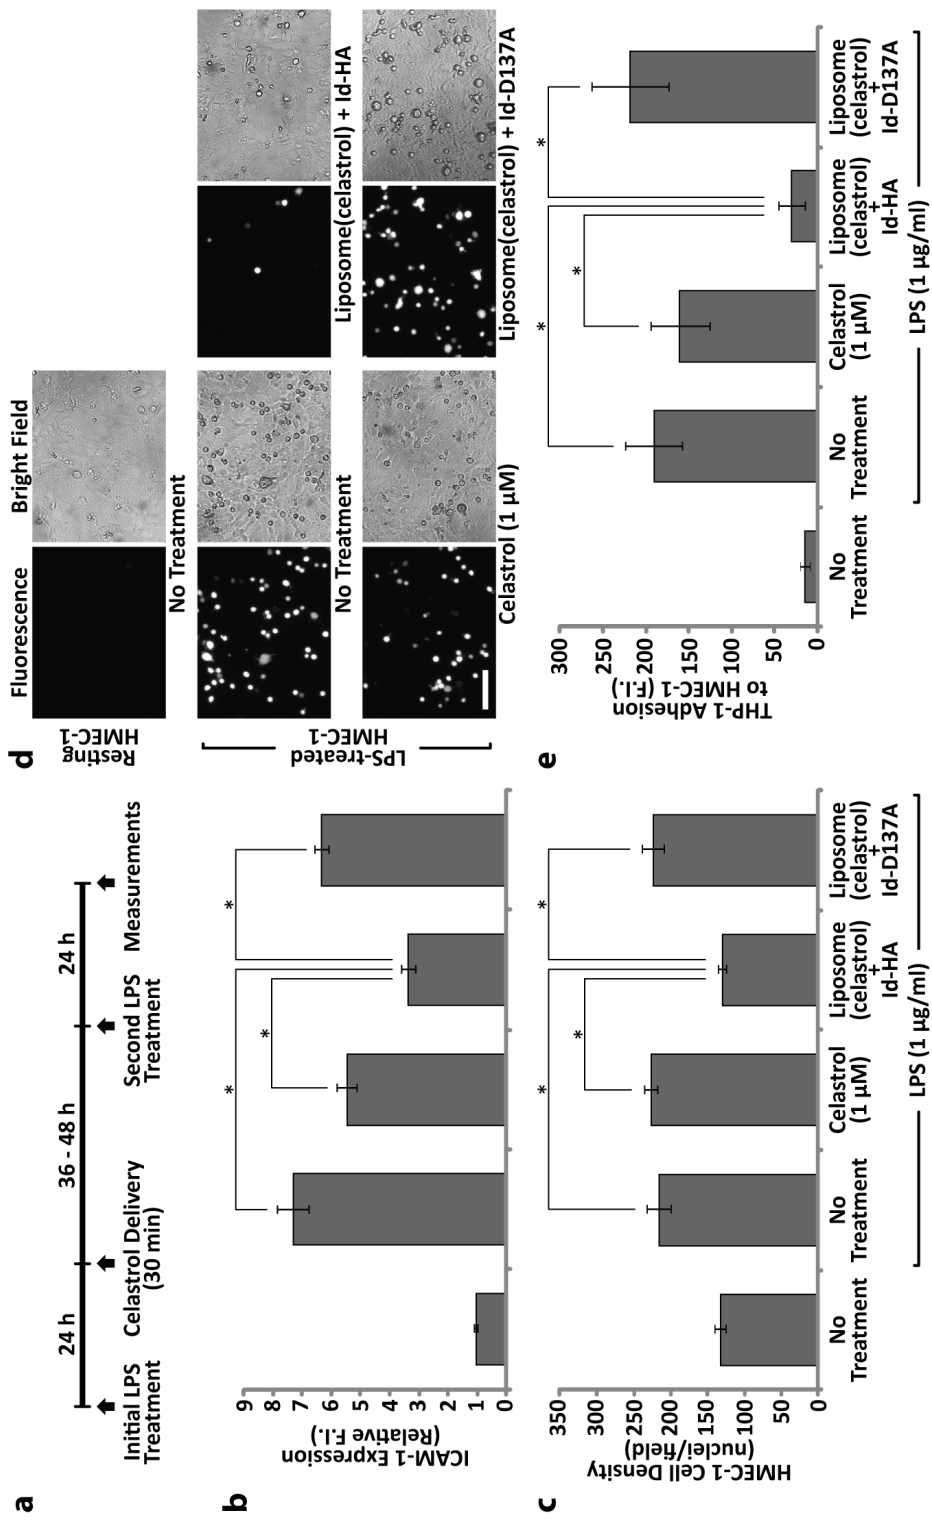 a
24 h
36 - 48 h
24 h
Initial LPS
Treatment
Celastrol Delivery
(30 min)
Second LPS
Treatment
Measurements
b
ICAM-1 Expression
(Relative F.I.)
9
8
7
6
5
4
3
2
1
0
*
*
*
c
HMEC-1 Cell Density
(nuclei/field)
350
300
250
200
150
100
50
0
*
*
*
No
Treatment
No
Treatment
Celastrol
(1 µM)
Liposome
(celastrol)
+
Id-HA
Liposome
(celastrol)
+
Id-D137A
LPS (1 µg/ml)
d
Fluorescence
Bright Field
Resting
HMEC-1
No Treatment
LPS-treated
HMEC-1
No Treatment
Liposome(celastrol) + Id-HA
Celastrol (1 µM)
Liposome(celastrol) + Id-D137A
e
THP-1 Adhesion
to HMEC-1 (F.I.)
300
250
200
150
100
50
0
*
*
*
No
Treatment
No
Treatment
Celastrol
(1 µM)
Liposome
(celastrol)
+
Id-HA
Liposome
(celastrol)
+
Id-D137A
LPS (1 µg/ml)